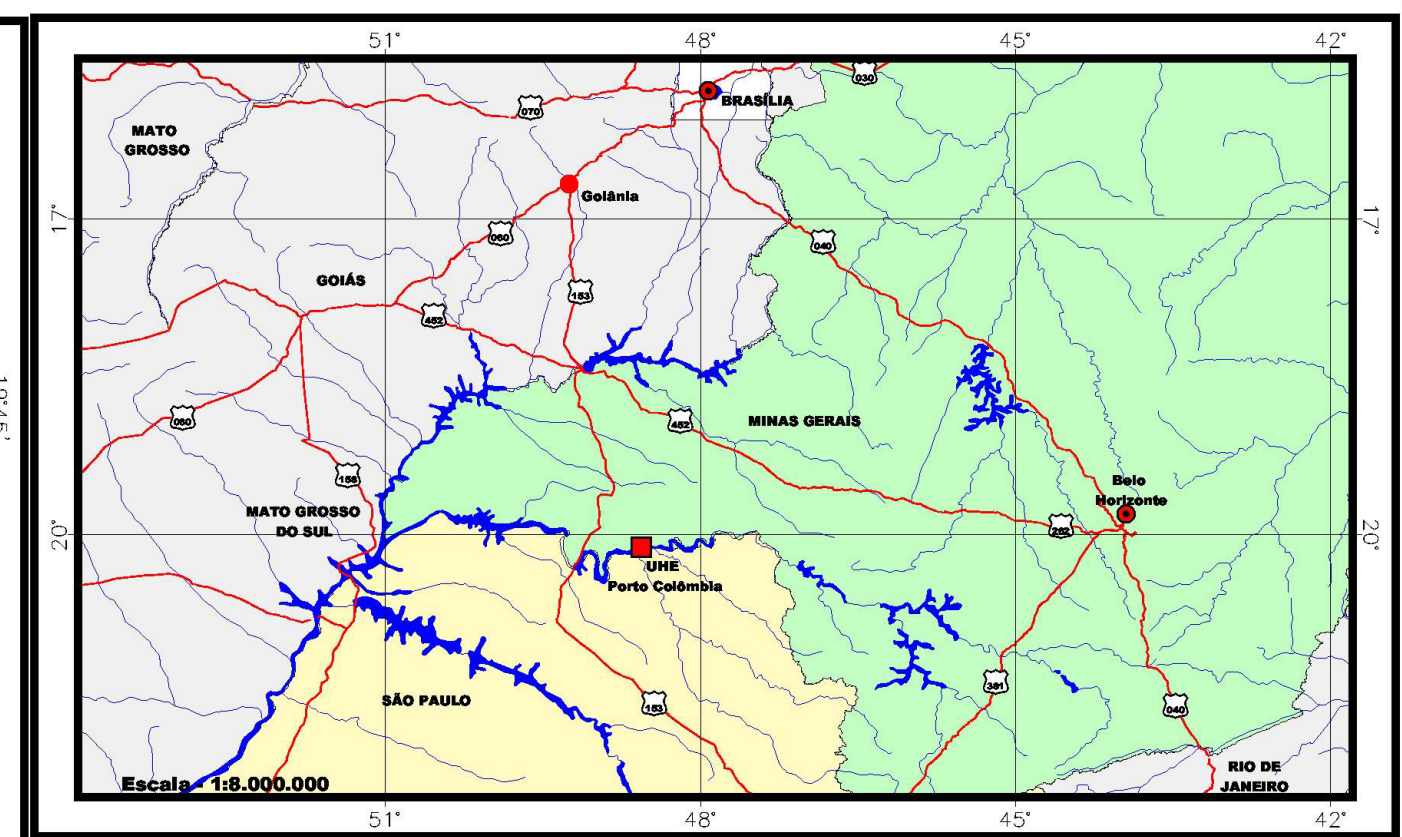 51°
48°
45°
42°
030
BRASÍLIA
070
MATO
GROSSO
Goiânia
17°
17°
060
040
GOIÁS
153
452
060
452
MINAS GERAIS
158
Belo
Horizonte
MATO GROSSO
DO SUL
262
20°
20°
UHE
Porto Colômbia
381
SÃO PAULO
153
040
RIO DE
JANEIRO
Escala - 1:8.000.000
51°
48°
45°
42°